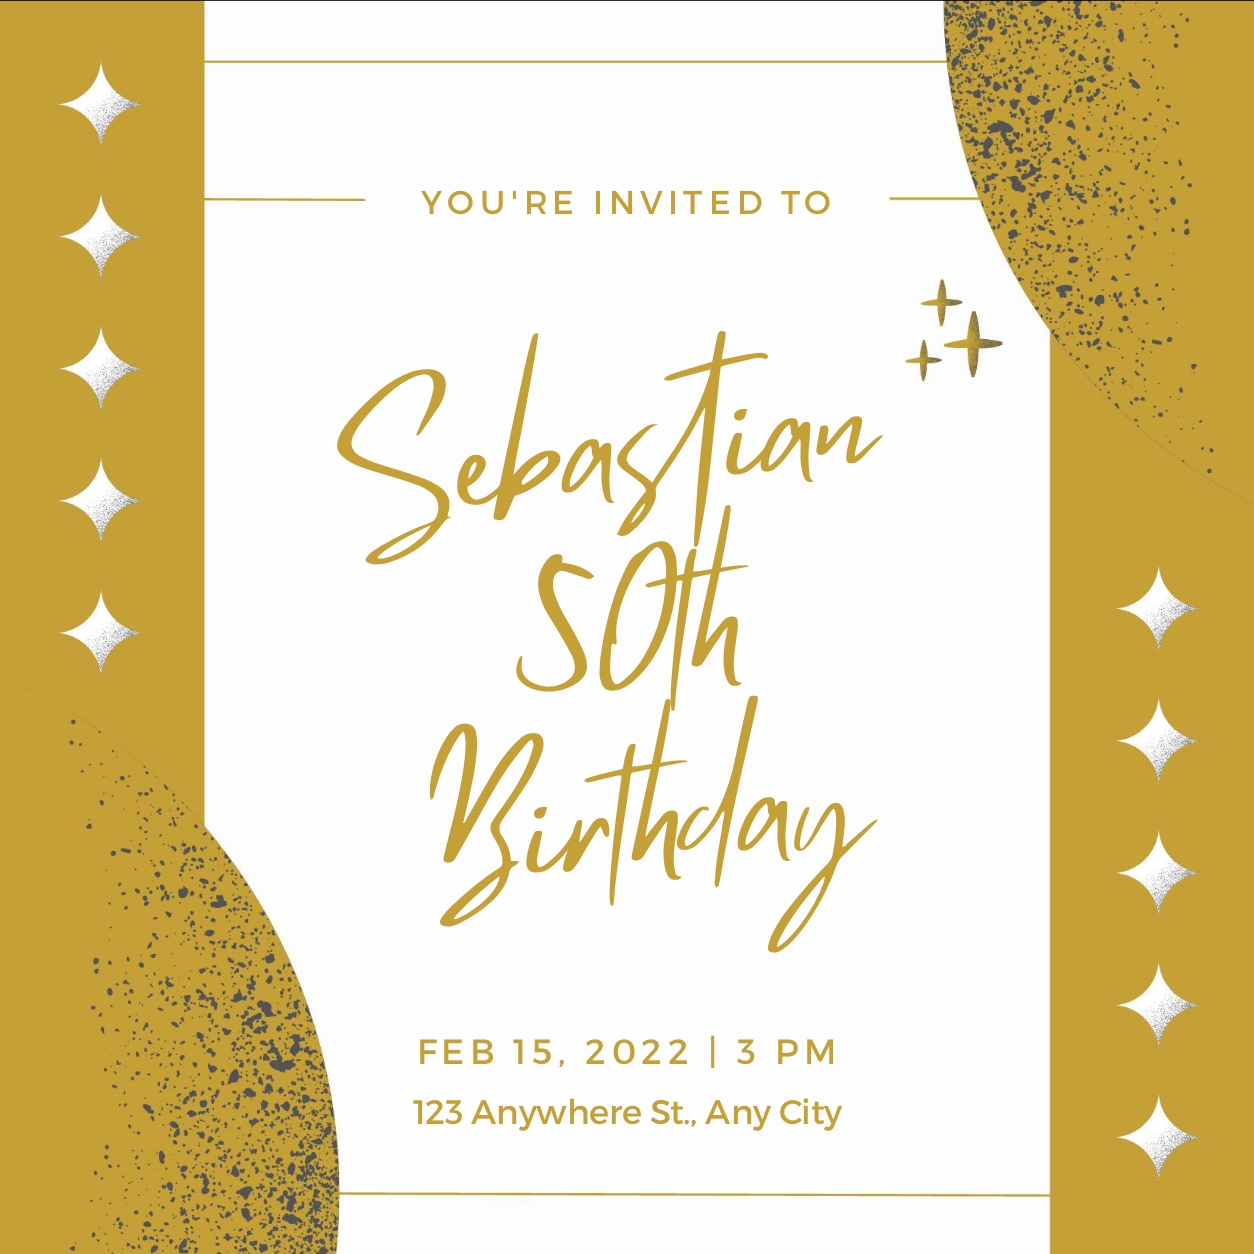 YOU'RE INVITED TO
Sebastian
50th
Birthday
FEB 15, 2022 | 3 PM
123 Anywhere St., Any City